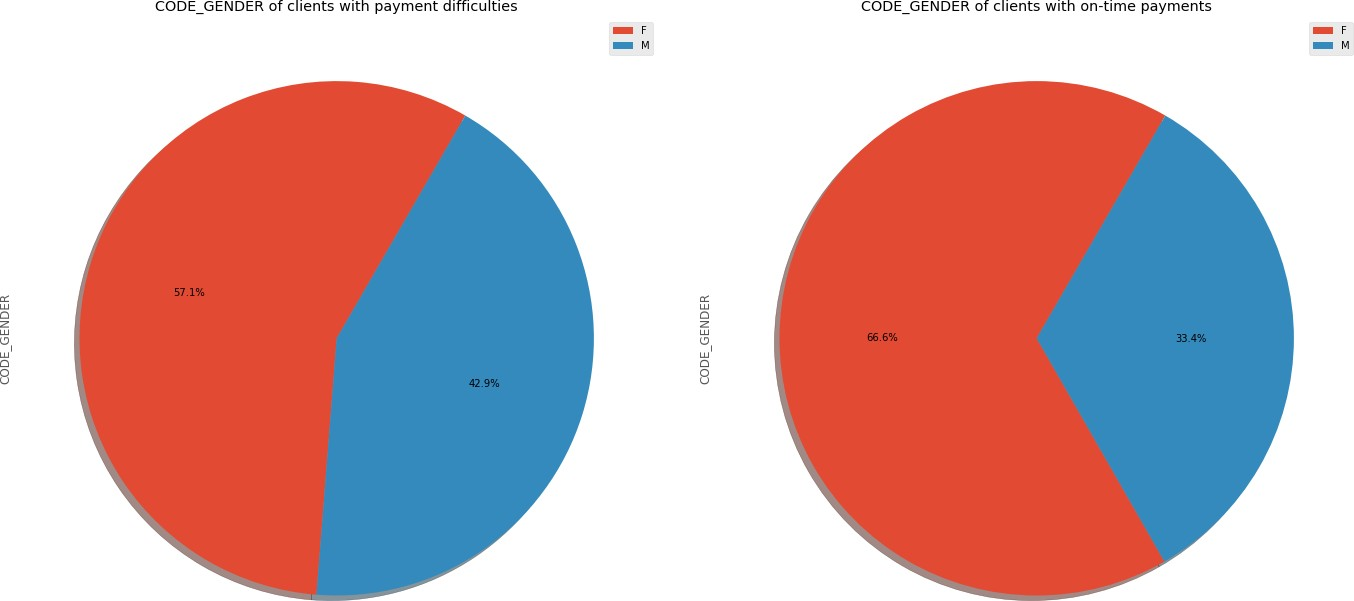 CODE_GENDER of clients with payment difficulties
F
M
57.1%
42.9%
CODE_GENDER
CODE_GENDER of clients with on-time payments
F
M
66.6%
33.4%
CODE_GENDER